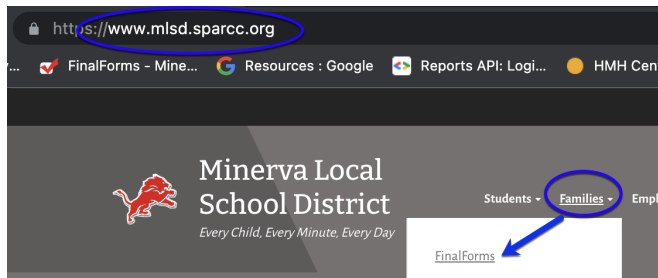 https://www.mlsd.sparcc.org
... FinalForms - Mine... Resources : Google Reports API: Logi... HMH Cen
Minerva Local
School District
Every Child, Every Minute, Every Day
Students Families Empl
FinalForms